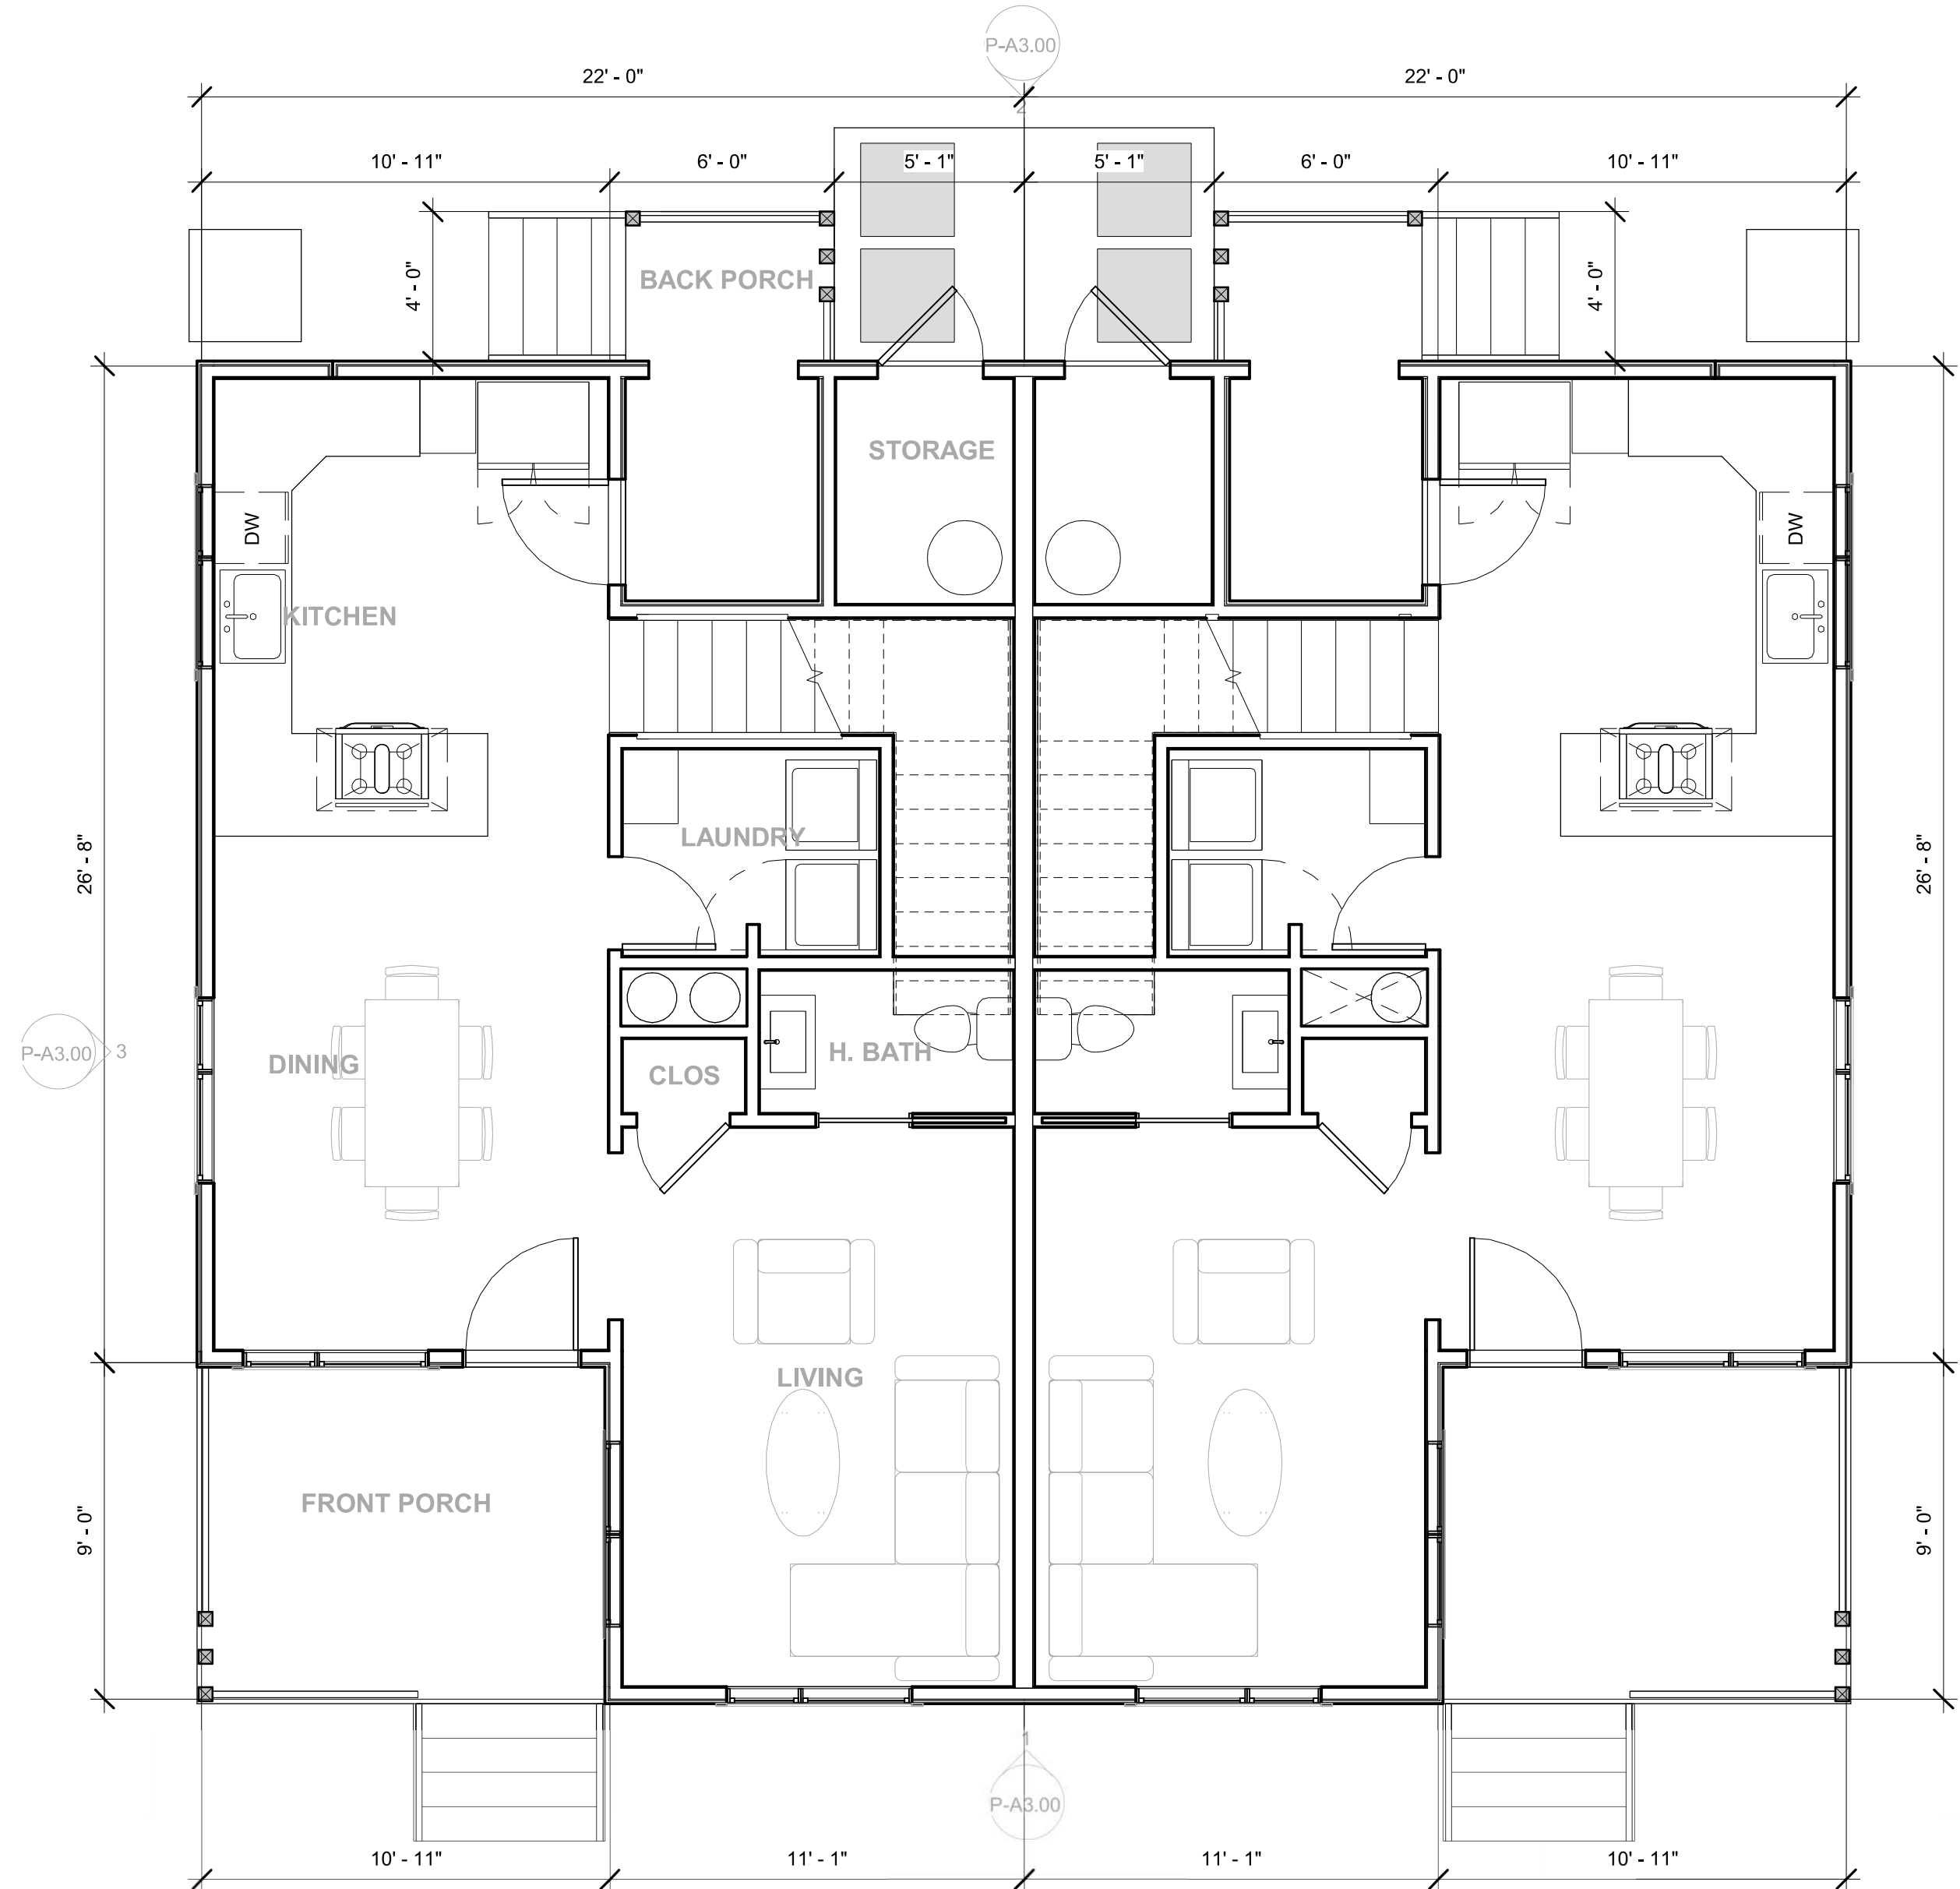 P-A3.00
2
22' - 0" 22' - 0"
10' - 11" 6' - 0" 5' - 1" 5' - 1" 6' - 0" 10' - 11"
4' - 0" BACK PORCH 4' - 0"
STORAGE
DW DW
KITCHEN
LAUNDRY
26' - 8" 26' - 8"
P-A3.00 3
DINING CLOS H. BATH
LIVING
FRONT PORCH
9' - 0" 9' - 0"
1
P-A3.00
10' - 11" 11' - 1" 11' - 1" 10' - 11"